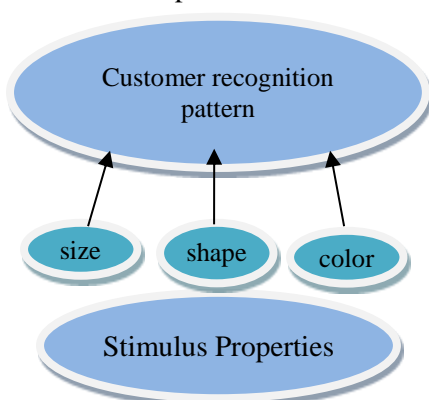 Customer recognition
pattern
size
shape
color
Stimulus Properties